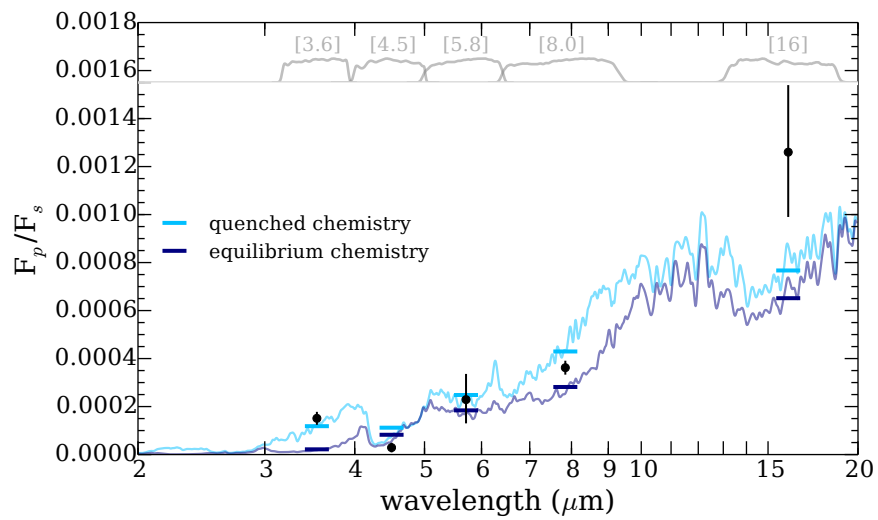 0.0018
0.0016
0.0014
0.0012
0.0010
0.0008
0.0006
0.0004
0.0002
0.0000
F_p/F_s
[3.6] [4.5] [5.8] [8.0] [16]
quenched chemistry
equilibrium chemistry
2 3 4 5 6 7 8 9 10 15 20
wavelength (μm)